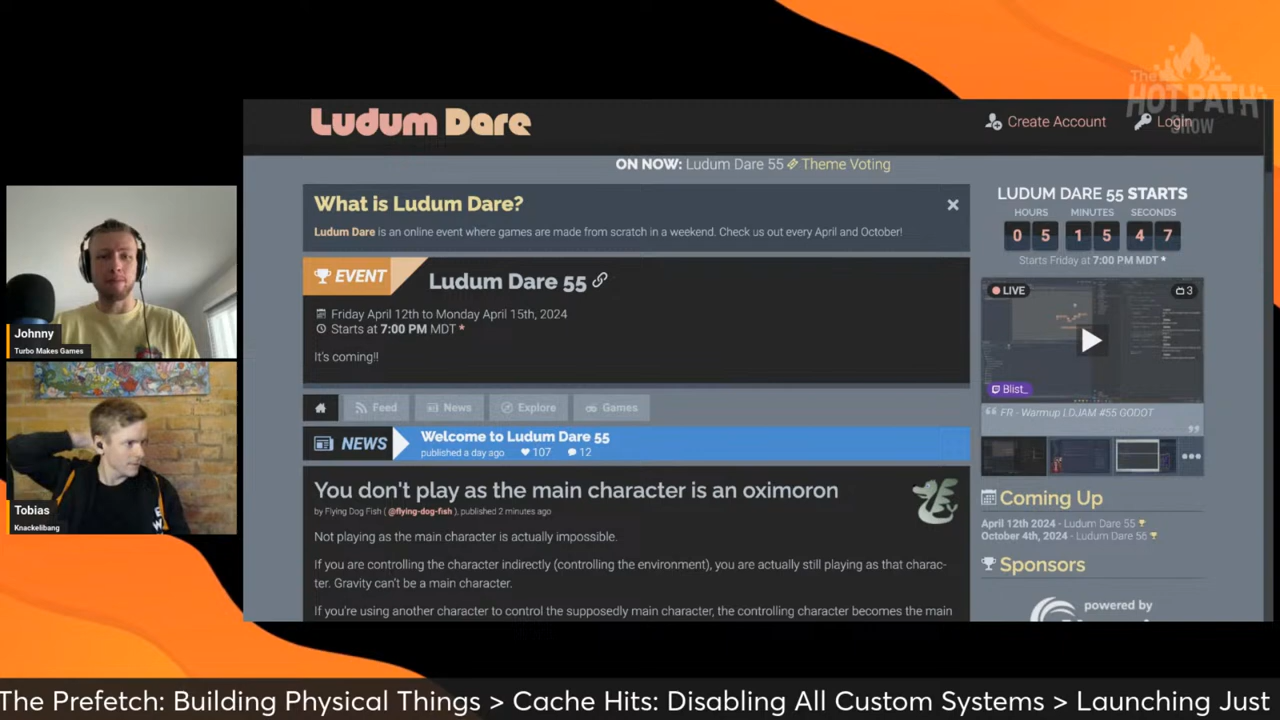 The
HOT PATH
SHOW
Ludum Dare
Create Account
Login
ON NOW: Ludum Dare 55 Theme Voting
What is Ludum Dare?
Ludum Dare is an online event where games are made from scratch in a weekend. Check us out every April and October!
EVENT
Ludum Dare 55
Friday April 12th to Monday April 15th, 2024
Starts at 7:00 PM MDT *
It's coming!!
Feed
News
Explore
Games
NEWS
Welcome to Ludum Dare 55
published a day ago 107 12
You don't play as the main character is an oximoron
by Flying Dog Fish ( @flying-dog-fish ), published 2 minutes ago
Not playing as the main character is actually impossible.
If you are controlling the character indirectly (controlling the environment), you are actually still playing as that charac-
ter. Gravity can't be a main character.
If you're using another character to control the supposedly main character, the controlling character becomes the main
LUDUM DARE 55 STARTS
HOURS MINUTES SECONDS
0 5 1 5 4 7
Starts Friday at 7:00 PM MDT *
LIVE
3
Blist_
FR - Warmup LDJAM #55 GODOT
Coming Up
April 12th 2024 - Ludum Dare 55
October 4th, 2024 - Ludum Dare 56
Sponsors
powered by
Johnny
Turbo Makes Games
Tobias
Knackelibang
The Prefetch: Building Physical Things > Cache Hits: Disabling All Custom Systems > Launching Just